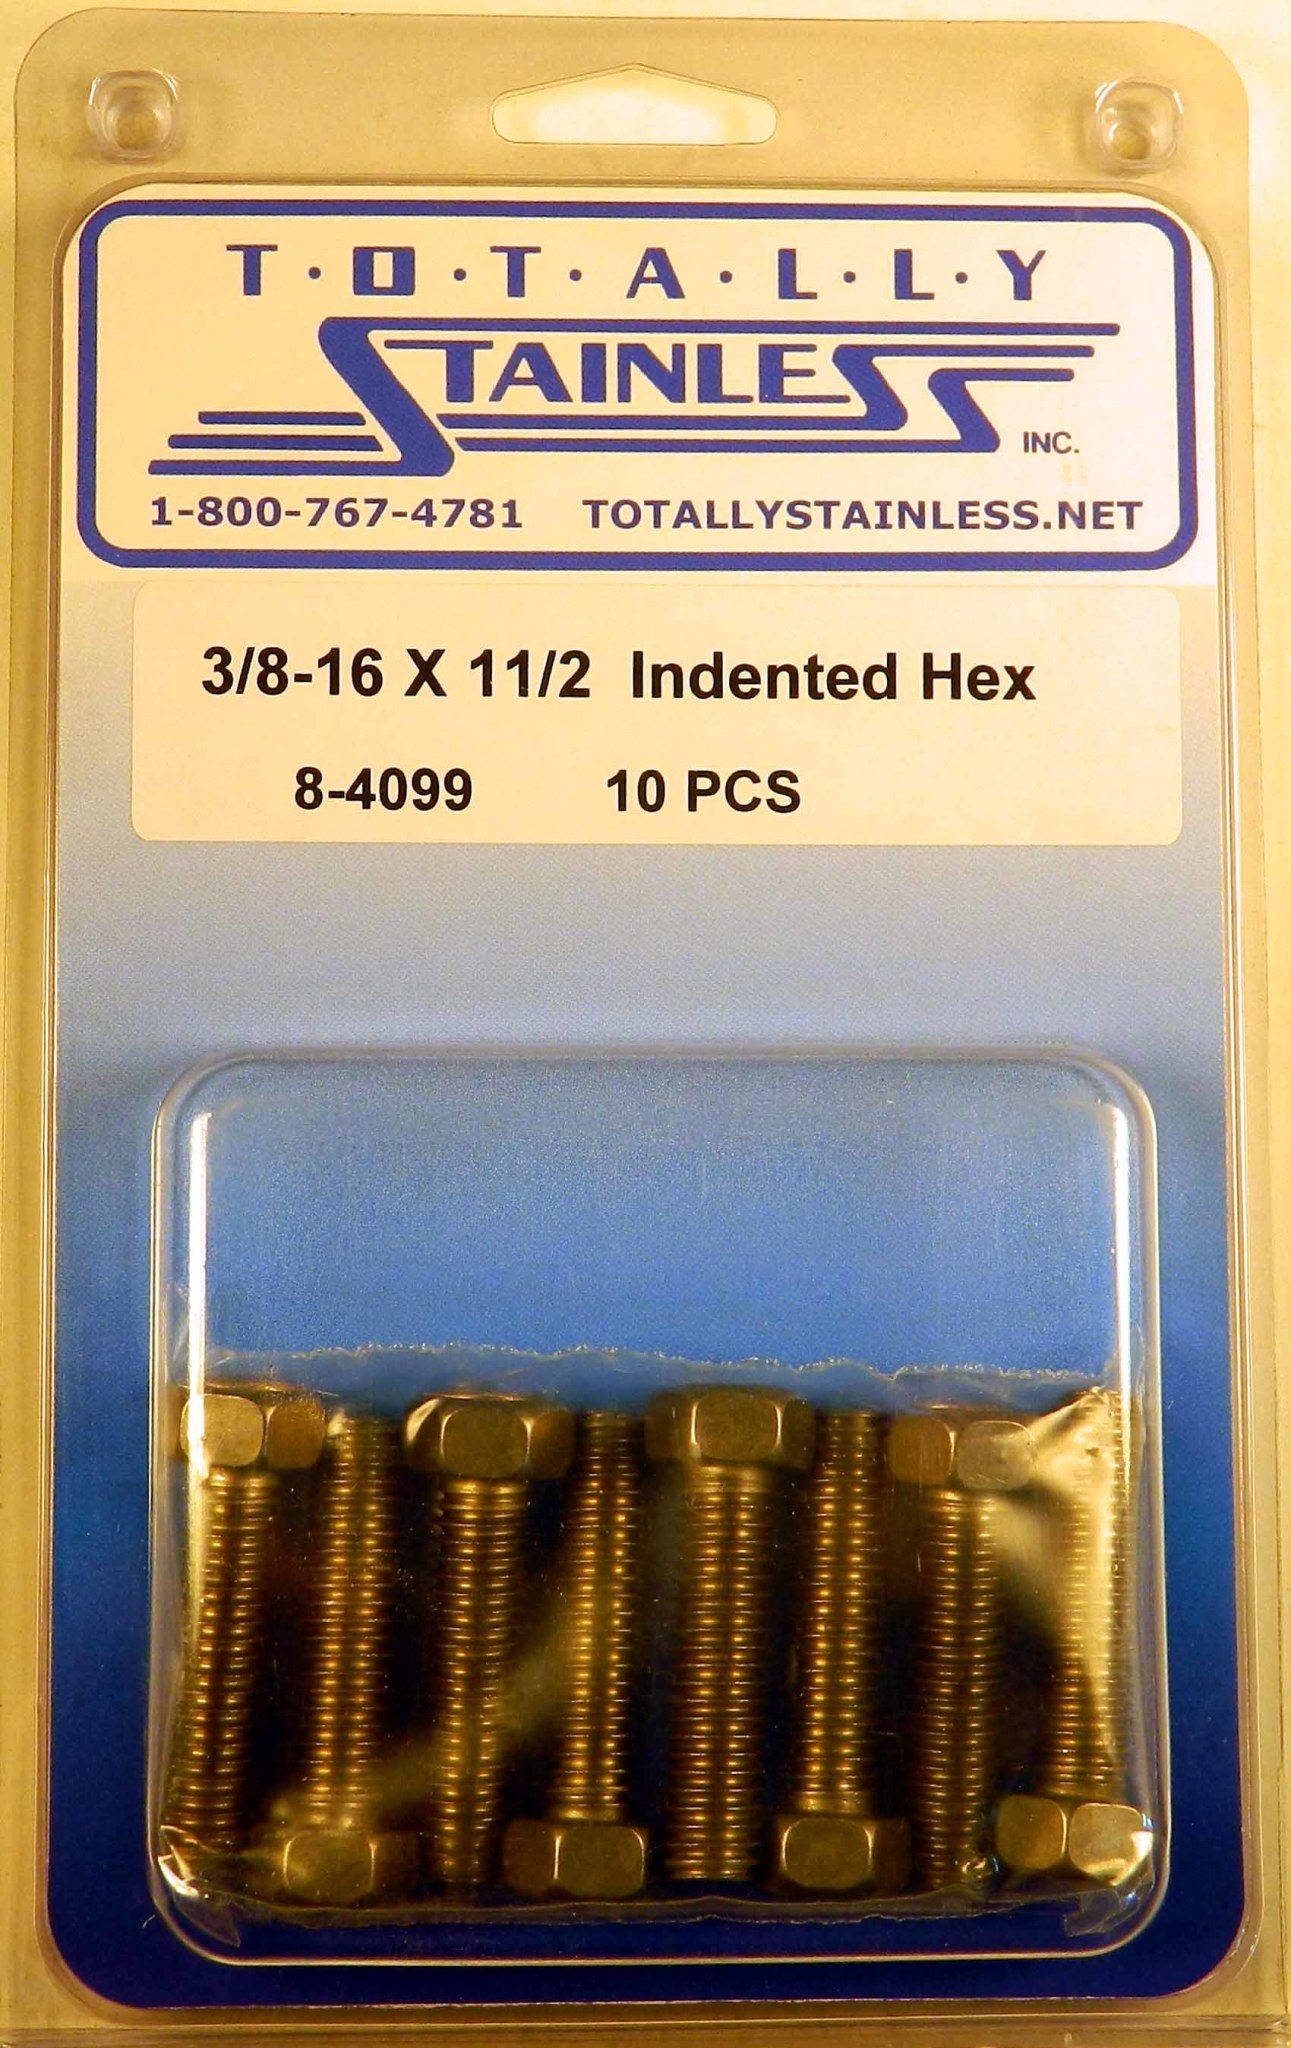 T·O·T·A·L·L·Y
STAINLESS INC.
1-800-767-4781 TOTALLYSTAINLESS.NET
3/8-16 X 11/2 Indented Hex
8-4099 10 PCS